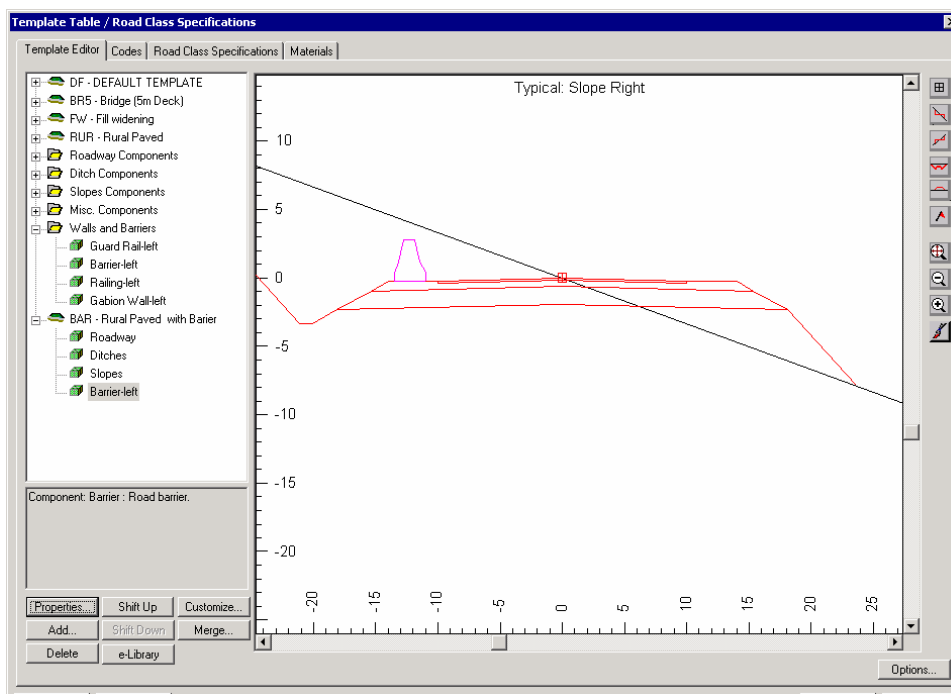 Template Table / Road Class Specifications
Template Editor
Codes
Road Class Specifications
Materials
DF - DEFAULT TEMPLATE
BR5 - Bridge (5m Deck)
FW - Fill widening
RUR - Rural Paved
Roadway Components
Ditch Components
Slopes Components
Misc. Components
Walls and Barriers
Guard Rail-left
Barrier-left
Railing-left
Gabion Wall-left
BAR - Rural Paved with Barier
Roadway
Ditches
Slopes
Barrier-left
Component: Barrier : Road barrier.
Properties...
Shift Up
Customize...
Add...
Shift Down
Merge...
Delete
e-Library
Typical: Slope Right
10
5
0
-5
-10
-15
-20
-20
-15
-10
-5
0
5
10
15
20
25
Options...